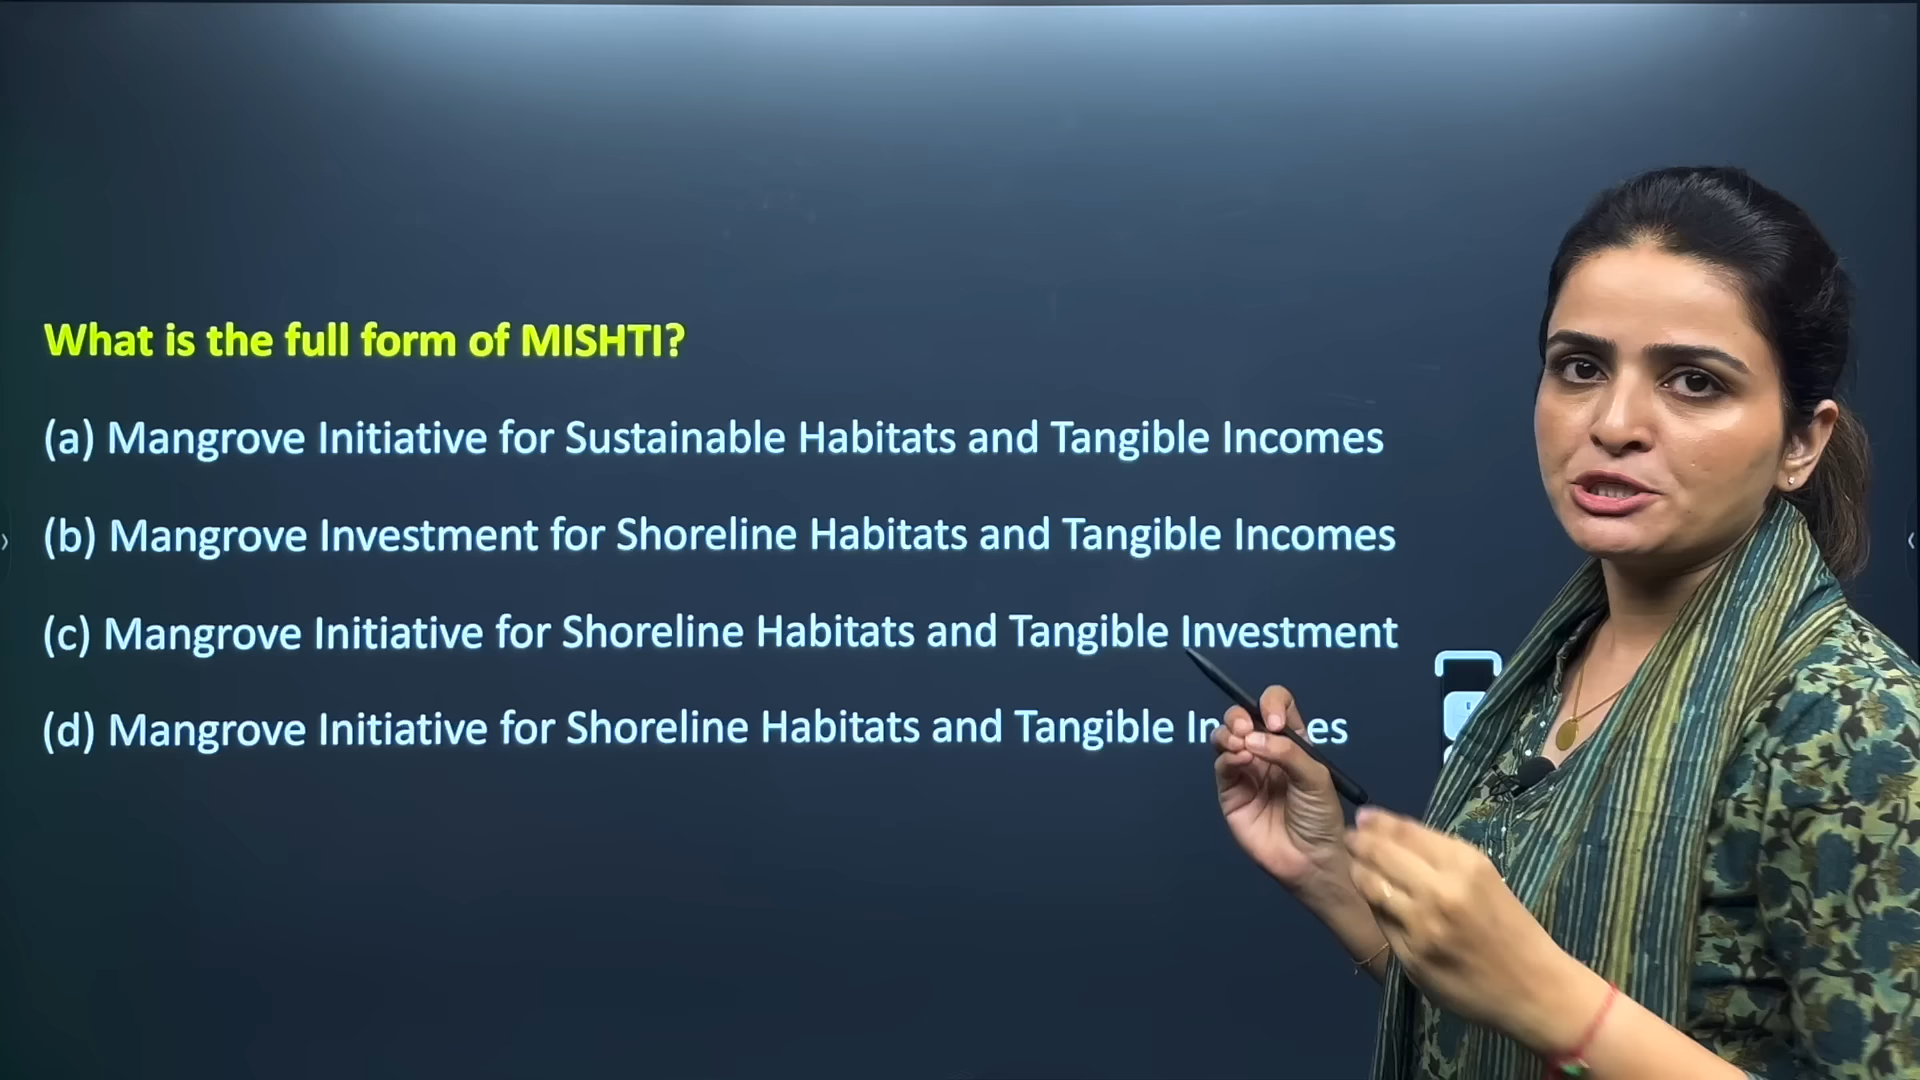 What is the full form of MISHTI?
(a) Mangrove Initiative for Sustainable Habitats and Tangible Incomes
(b) Mangrove Investment for Shoreline Habitats and Tangible Incomes
(c) Mangrove Initiative for Shoreline Habitats and Tangible Investment
(d) Mangrove Initiative for Shoreline Habitats and Tangible